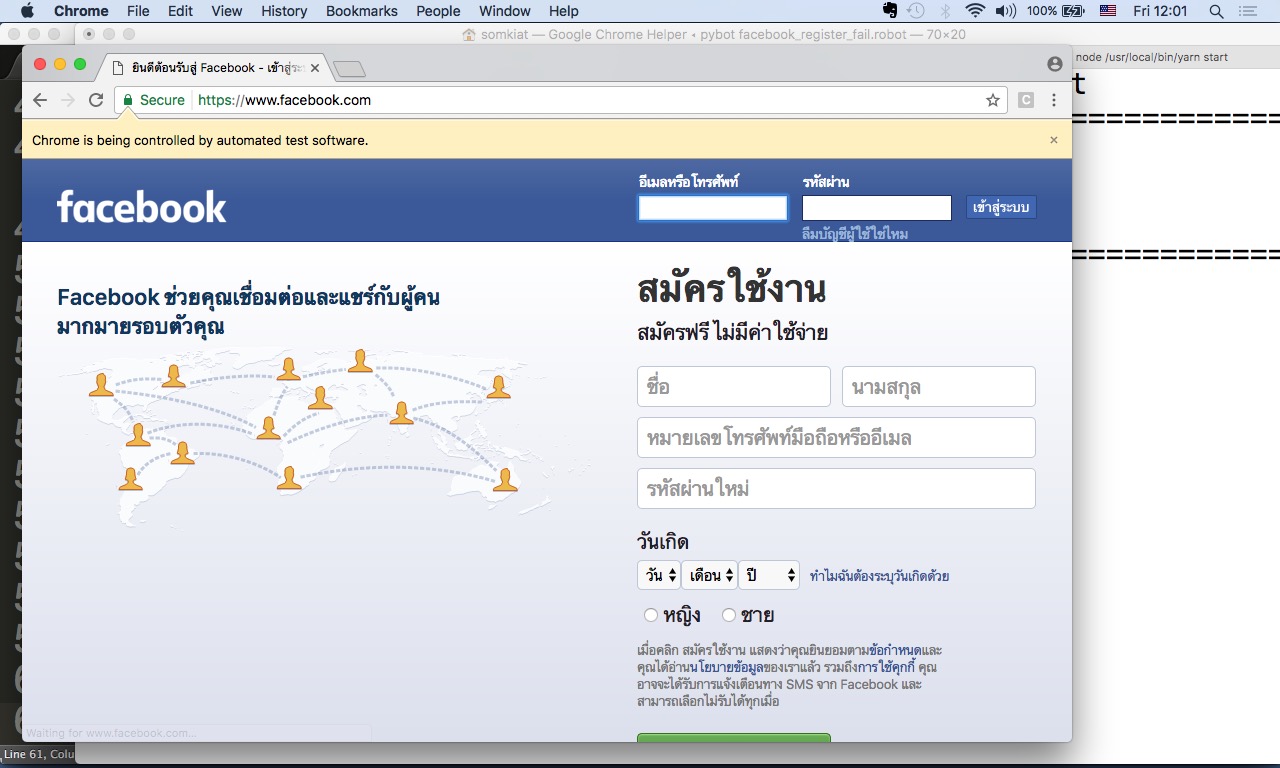 Chrome File Edit View History Bookmarks People Window Help 100% Fri 12:01
somkiat — Google Chrome Helper • pybot facebook_register_fail.robot — 70×20
node /usr/local/bin/yarn start
ยินดีต้อนรับสู่ Facebook - เข้าสู่ระ
Secure https://www.facebook.com
Chrome is being controlled by automated test software.
facebook
อีเมลหรือโทรศัพท์ รหัสผ่าน
เข้าสู่ระบบ
ลืมบัญชีผู้ใช้ใช่ไหม
Facebook ช่วยคุณเชื่อมต่อและแชร์กับผู้คน
มากมายรอบตัวคุณ
สมัครใช้งาน
สมัครฟรี ไม่มีค่าใช้จ่าย
ชื่อ นามสกุล
หมายเลขโทรศัพท์มือถือหรืออีเมล
รหัสผ่านใหม่
วันเกิด
วัน เดือน ปี ทำไมฉันต้องระบุวันเกิดด้วย
หญิง ชาย
เมื่อคลิก สมัครใช้งาน แสดงว่าคุณยินยอมตามข้อกำหนดและ
คุณได้อ่านนโยบายข้อมูลของเราแล้ว รวมถึงการใช้คุกกี้ คุณ
อาจจะได้รับการแจ้งเตือนทาง SMS จาก Facebook และ
สามารถเลือกไม่รับได้ทุกเมื่อ
Waiting for www.facebook.com...
Line 61, Colu